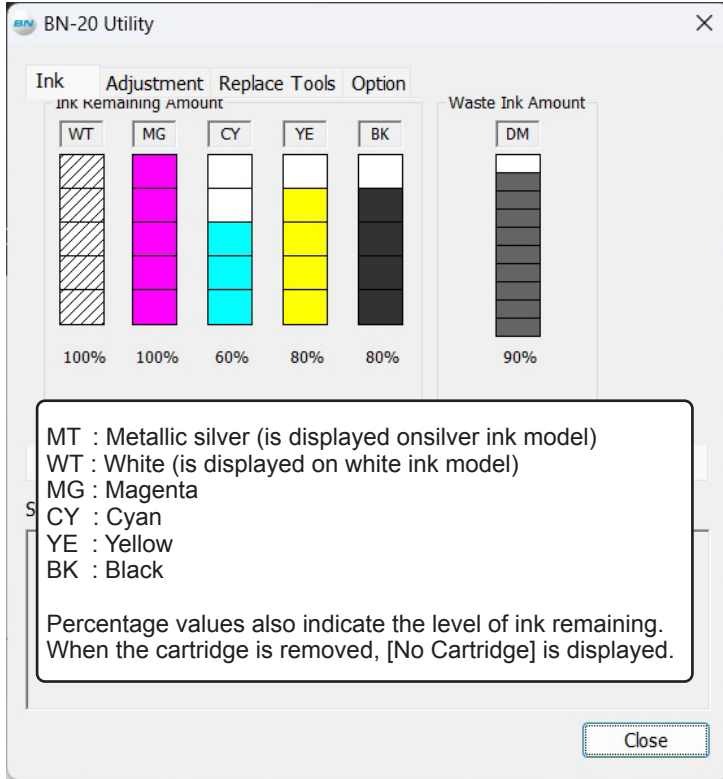 BN BN-20 Utility
Ink Adjustment Replace Tools Option
Ink Remaining Amount Waste Ink Amount
WT MG CY YE BK DM
100% 100% 60% 80% 80% 90%
MT : Metallic silver (is displayed onsilver ink model)
WT : White (is displayed on white ink model)
MG : Magenta
CY : Cyan
YE : Yellow
BK : Black
Percentage values also indicate the level of ink remaining.
When the cartridge is removed, [No Cartridge] is displayed.
Close